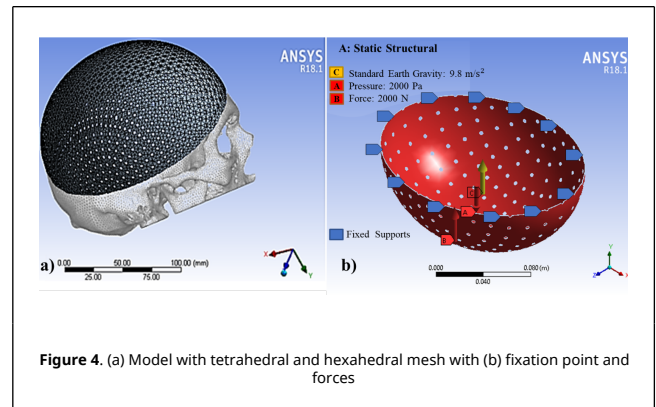 ANSYS
R18.1
a)
0.00 50.00 100.00 (mm)
25.00 75.00
X
Y
A: Static Structural
C Standard Earth Gravity: 9.8 m/s²
A Pressure: 2000 Pa
B Force: 2000 N
ANSYS
R18.1
C
A
B
Fixed Supports
b)
0.000 0.080 (m)
0.040
Y
Z X
Figure 4. (a) Model with tetrahedral and hexahedral mesh with (b) fixation point and
forces